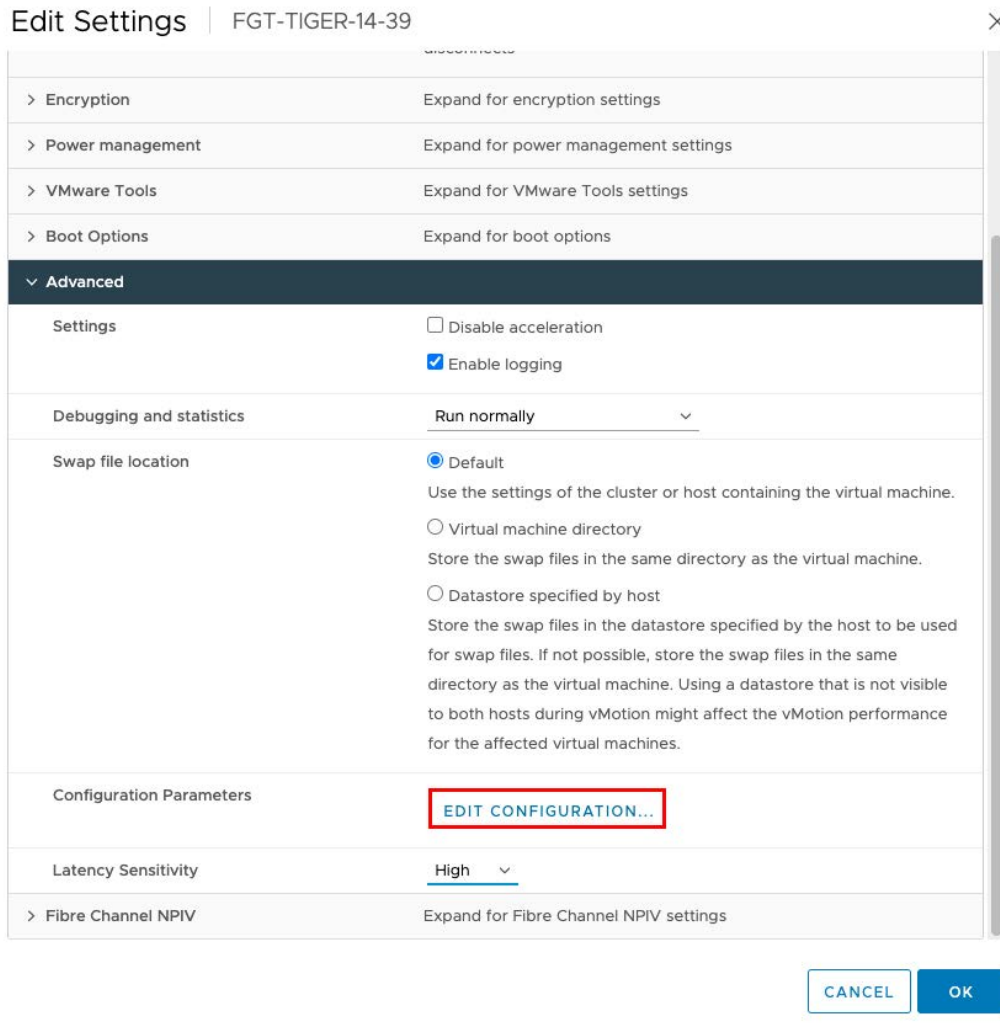 Edit Settings FGT-TIGER-14-39
disconnects
Encryption Expand for encryption settings
Power management Expand for power management settings
VMware Tools Expand for VMware Tools settings
Boot Options Expand for boot options
Advanced
Settings Disable acceleration
Enable logging
Debugging and statistics Run normally
Swap file location Default
Use the settings of the cluster or host containing the virtual machine.
Virtual machine directory
Store the swap files in the same directory as the virtual machine.
Datastore specified by host
Store the swap files in the datastore specified by the host to be used
for swap files. If not possible, store the swap files in the same
directory as the virtual machine. Using a datastore that is not visible
to both hosts during vMotion might affect the vMotion performance
for the affected virtual machines.
Configuration Parameters EDIT CONFIGURATION...
Latency Sensitivity High
Fibre Channel NPIV Expand for Fibre Channel NPIV settings
CANCEL OK